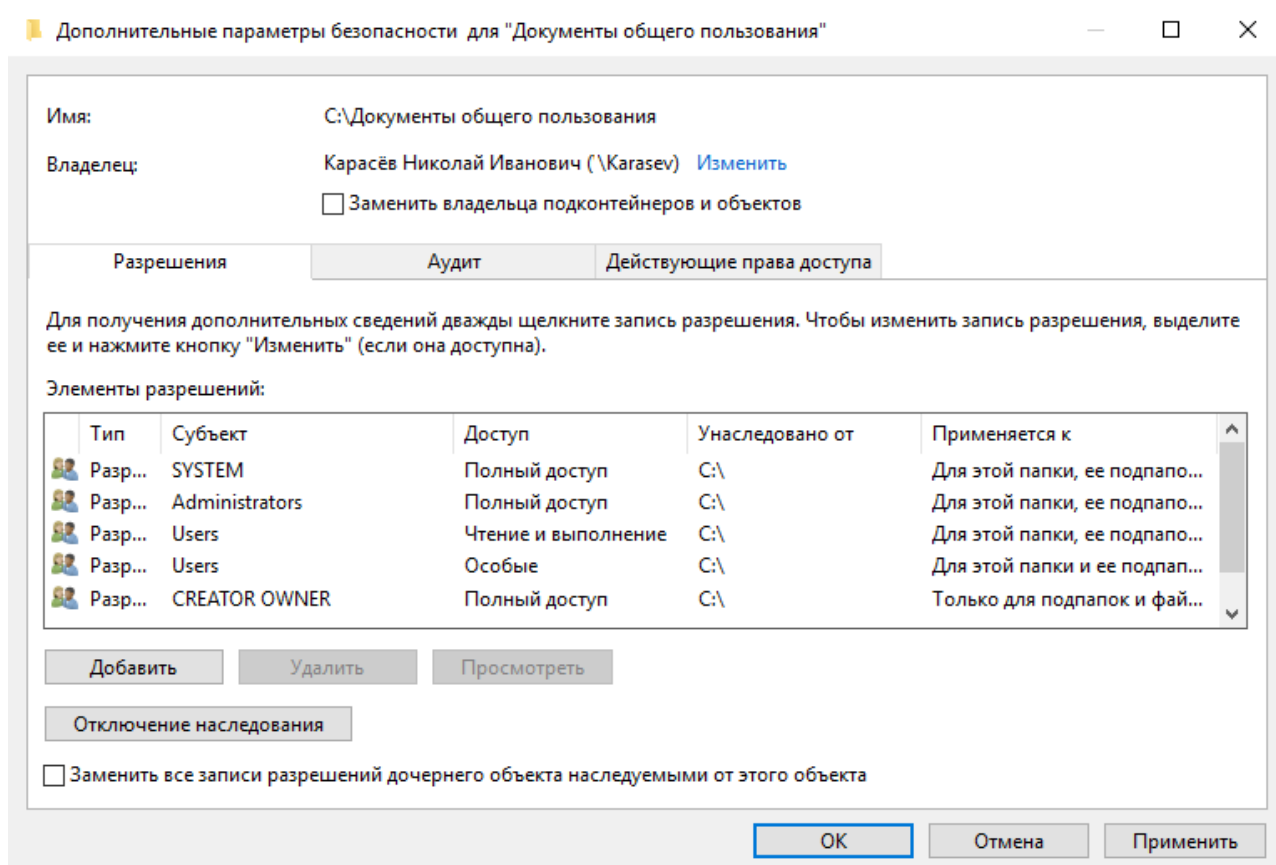 Дополнительные параметры безопасности для "Документы общего пользования"
Имя: C:\Документы общего пользования
Владелец: Карасёв Николай Иванович (`\Karasev) Изменить
Заменить владельца подконтейнеров и объектов
Разрешения Аудит Действующие права доступа
Для получения дополнительных сведений дважды щелкните запись разрешения. Чтобы изменить запись разрешения, выделите
ее и нажмите кнопку "Изменить" (если она доступна).
Элементы разрешений:
Тип Субъект Доступ Унаследовано от Применяется к
Разр... SYSTEM Полный доступ C:\ Для этой папки, ее подпапо...
Разр... Administrators Полный доступ C:\ Для этой папки, ее подпапо...
Разр... Users Чтение и выполнение C:\ Для этой папки, ее подпапо...
Разр... Users Особые C:\ Для этой папки и ее подпап...
Разр... CREATOR OWNER Полный доступ C:\ Только для подпапок и фай...
Добавить Удалить Просмотреть
Отключение наследования
Заменить все записи разрешений дочернего объекта наследуемыми от этого объекта
ОК Отмена Применить